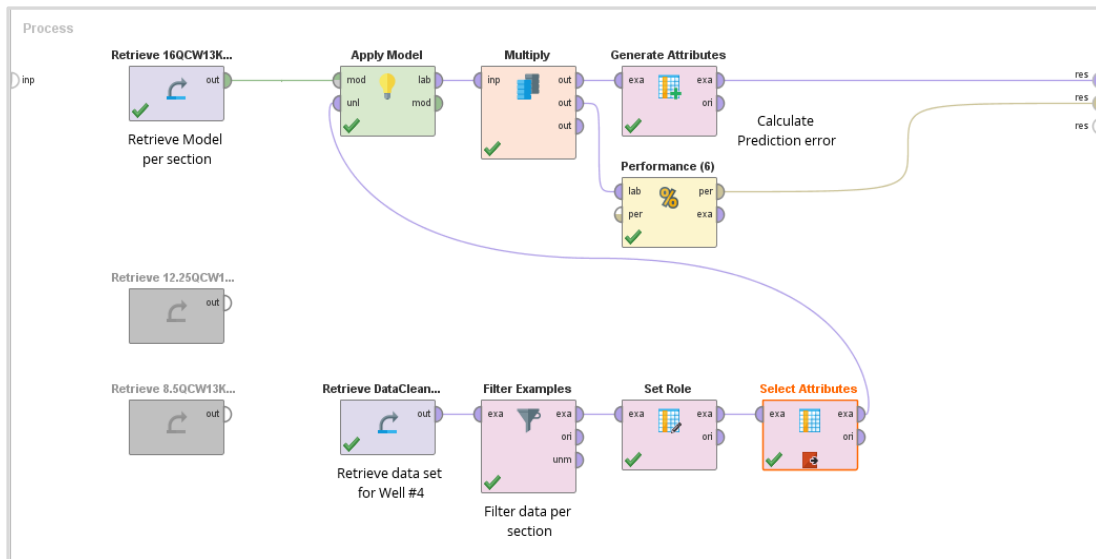 Process
inp
Retrieve 16QCW13K...
out
Retrieve Model
per section
Apply Model
mod lab
unl mod
Multiply
inp out
out
out
Generate Attributes
exa exa
ori
Calculate
Prediction error
res
res
res
Performance (6)
%
lab per
per exa
Retrieve 12.25QCW1...
out
Retrieve 8.5QCW13K...
out
Retrieve DataClean...
out
Retrieve data set
for Well #4
Filter Examples
exa exa
ori
unm
Filter data per
section
Set Role
exa exa
ori
Select Attributes
exa exa
ori